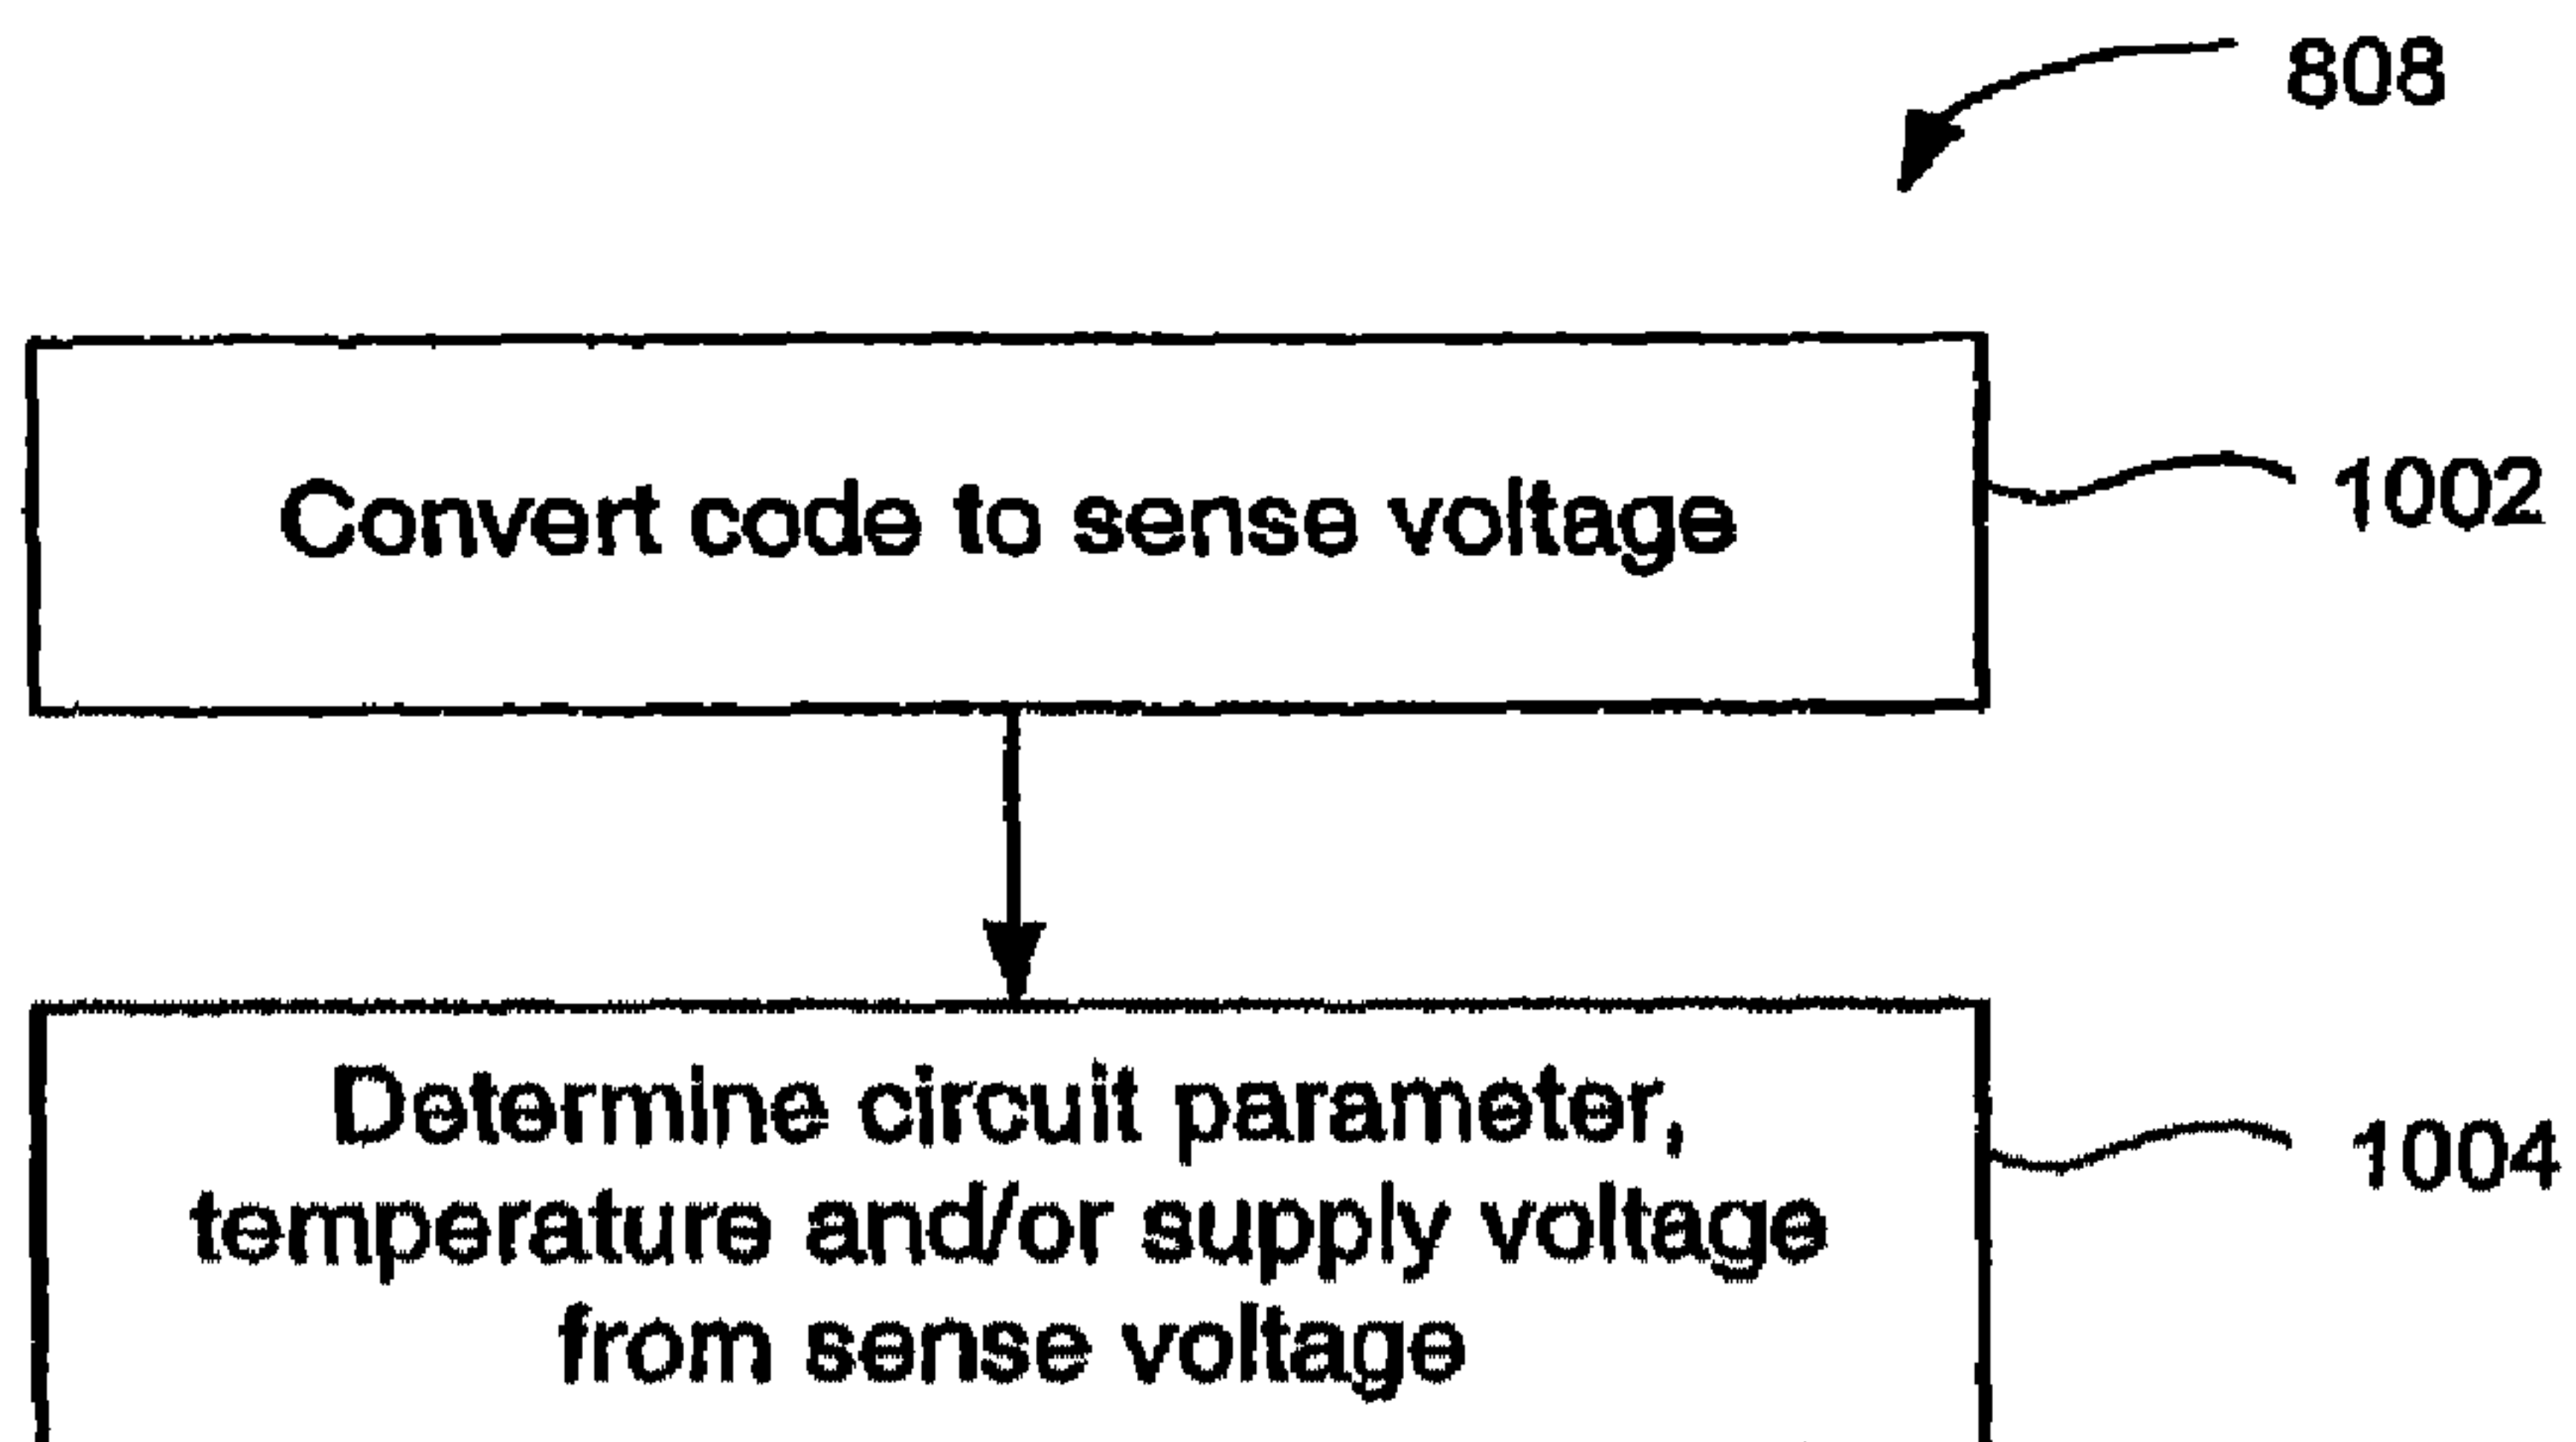 808
Convert code to sense voltage
1002
Determine circuit parameter,
1004
temperature and/or supply voltage
from sense voltage